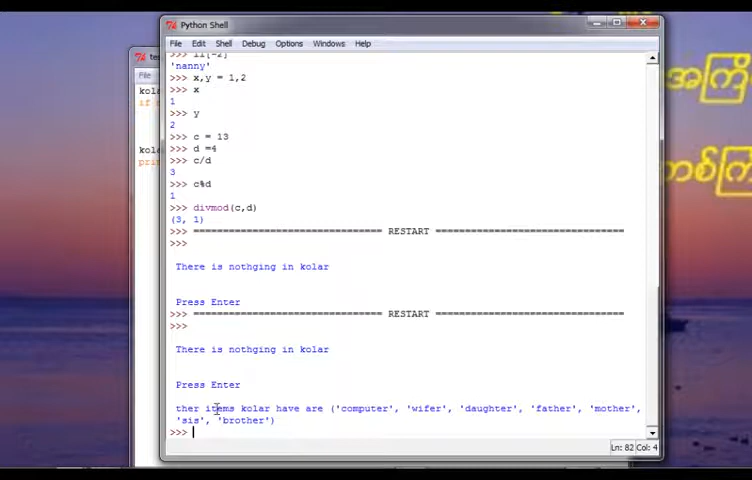 Python Shell
File Edit Shell Debug Options Windows Help
'nanny'
>>> x,y = 1,2
>>> x
1
>>> y
2
>>> c = 13
>>> d =4
>>> c/d
3
>>> c%d
1
>>> divmod(c,d)
(3, 1)
>>> ================================ RESTART ================================
>>>
There is nothging in kolar
Press Enter
>>> ================================ RESTART ================================
>>>
There is nothging in kolar
Press Enter
ther items kolar have are ('computer', 'wifer', 'daughter', 'father', 'mother',
'sis', 'brother')
>>>
Ln: 82 Col: 4
File